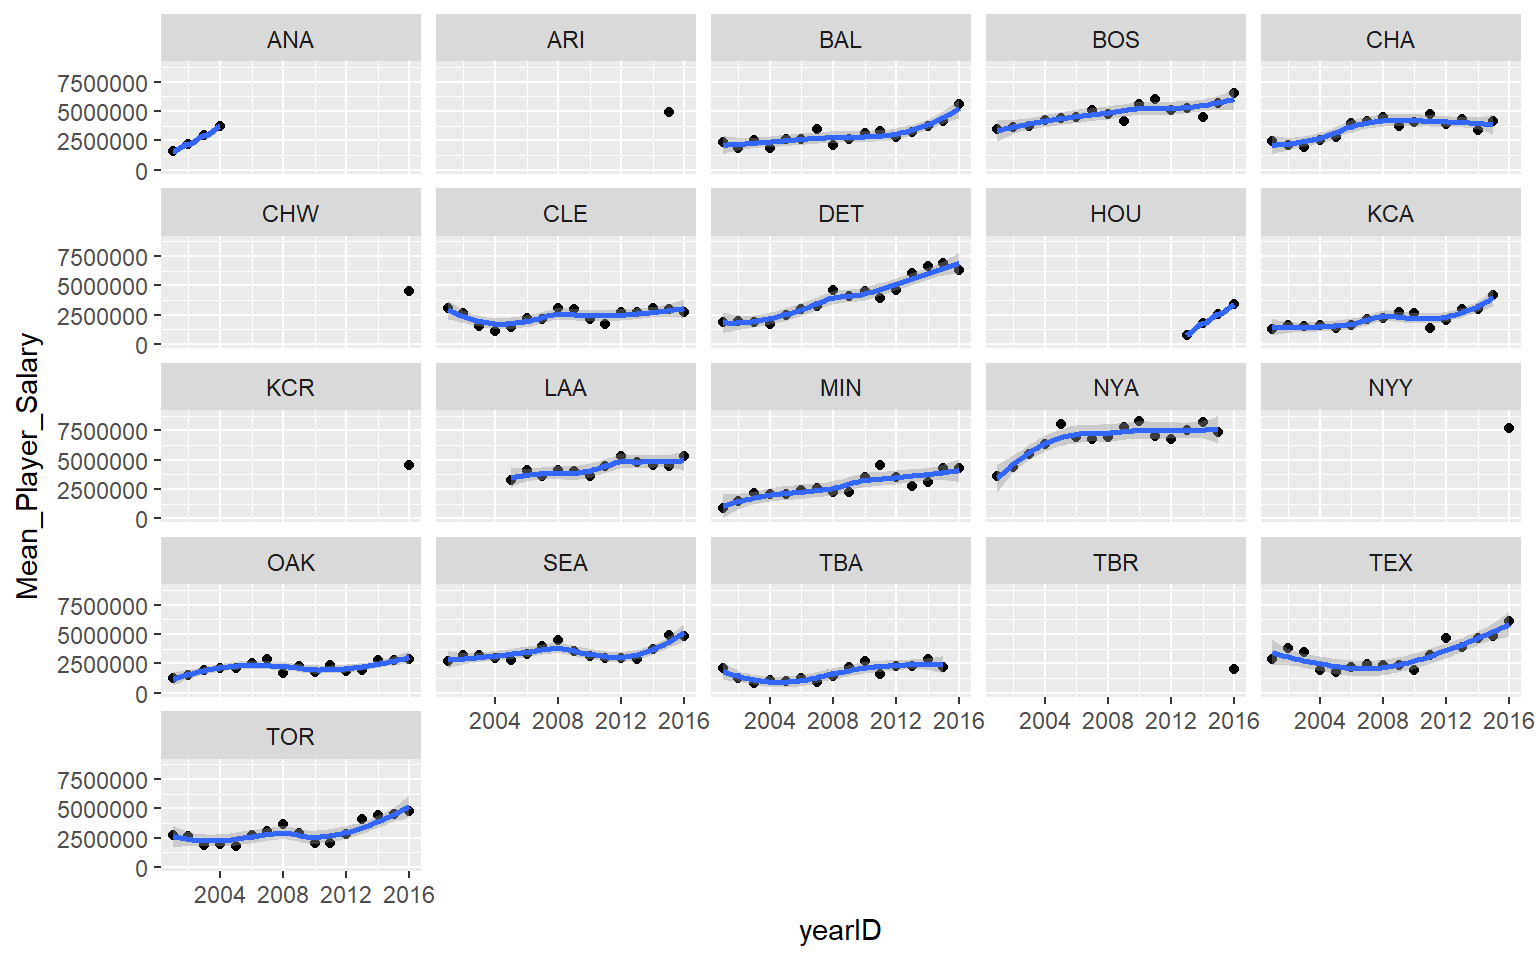 ANA ARI BAL BOS CHA
7500000
5000000
2500000
0
CHW CLE DET HOU KCA
7500000
5000000
2500000
0
KCR LAA MIN NYA NYY
7500000
5000000
2500000
0
OAK SEA TBA TBR TEX
7500000
5000000
2500000
0
2004 2008 2012 2016 2004 2008 2012 2016 2004 2008 2012 2016 2004 2008 2012 2016
TOR
7500000
5000000
2500000
0
2004 2008 2012 2016
yearID
Mean_Player_Salary